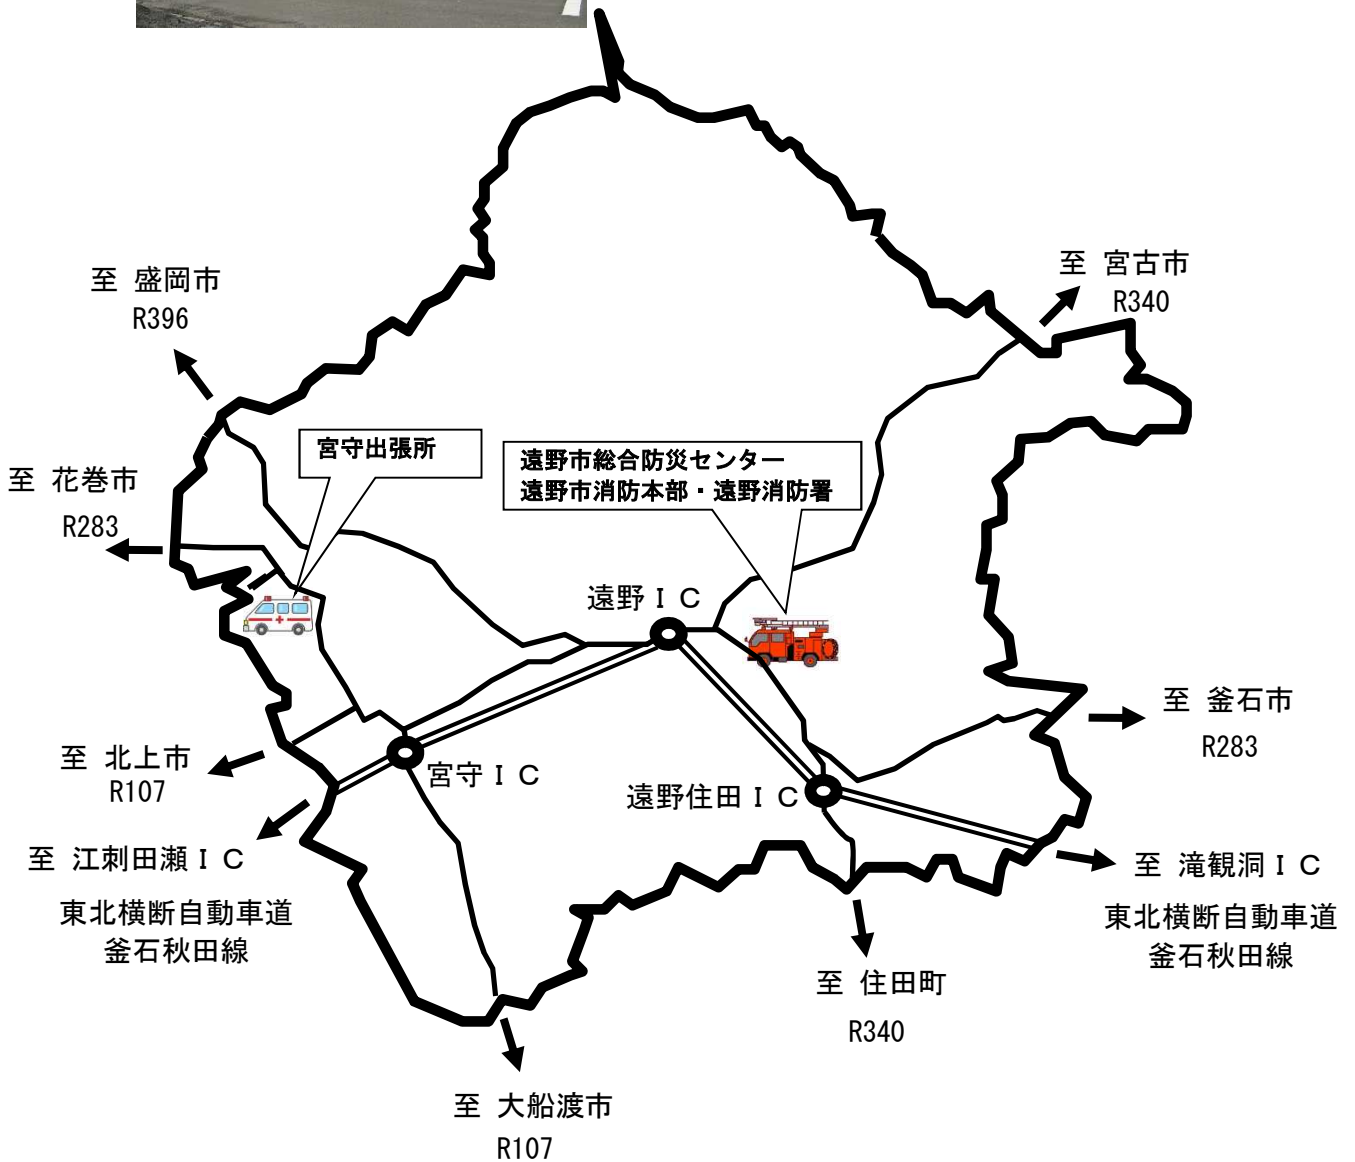 至 宮古市
R340
至 盛岡市
R396
宮守出張所
遠野市総合防災センター
遠野市消防本部・遠野消防署
至 花巻市
R283
遠野ＩＣ
至 釜石市
R283
至 北上市
R107
宮守ＩＣ
遠野住田ＩＣ
至 江刺田瀬ＩＣ
東北横断自動車道
釜石秋田線
至 滝観洞ＩＣ
東北横断自動車道
釜石秋田線
至 住田町
R340
至 大船渡市
R107